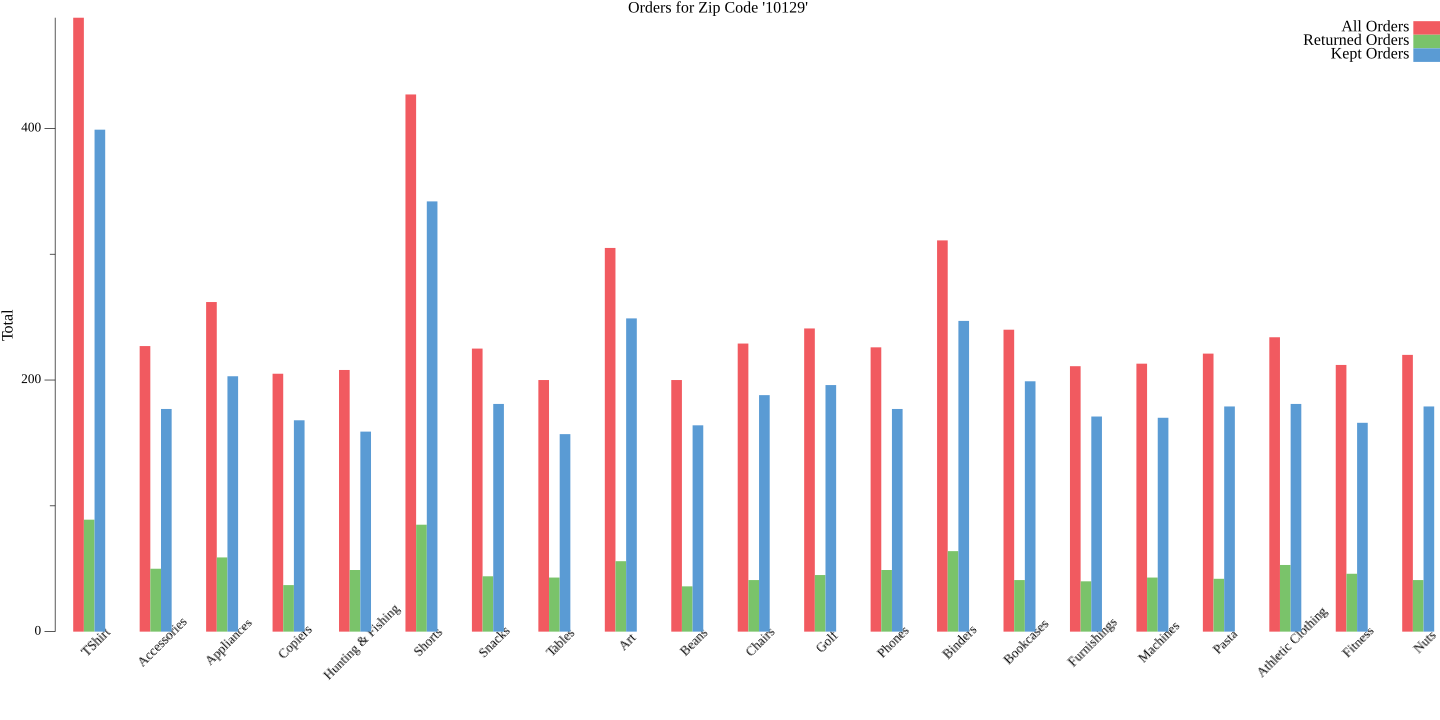 Orders for Zip Code '10129'
All Orders
Returned Orders
Kept Orders
400
200
0
Total
TShirt
Accessories
Appliances
Copiers
Hunting & Fishing
Shorts
Snacks
Tables
Art
Beans
Chairs
Golf
Phones
Binders
Bookcases
Furnishings
Machines
Pasta
Athletic Clothing
Fitness
Nuts